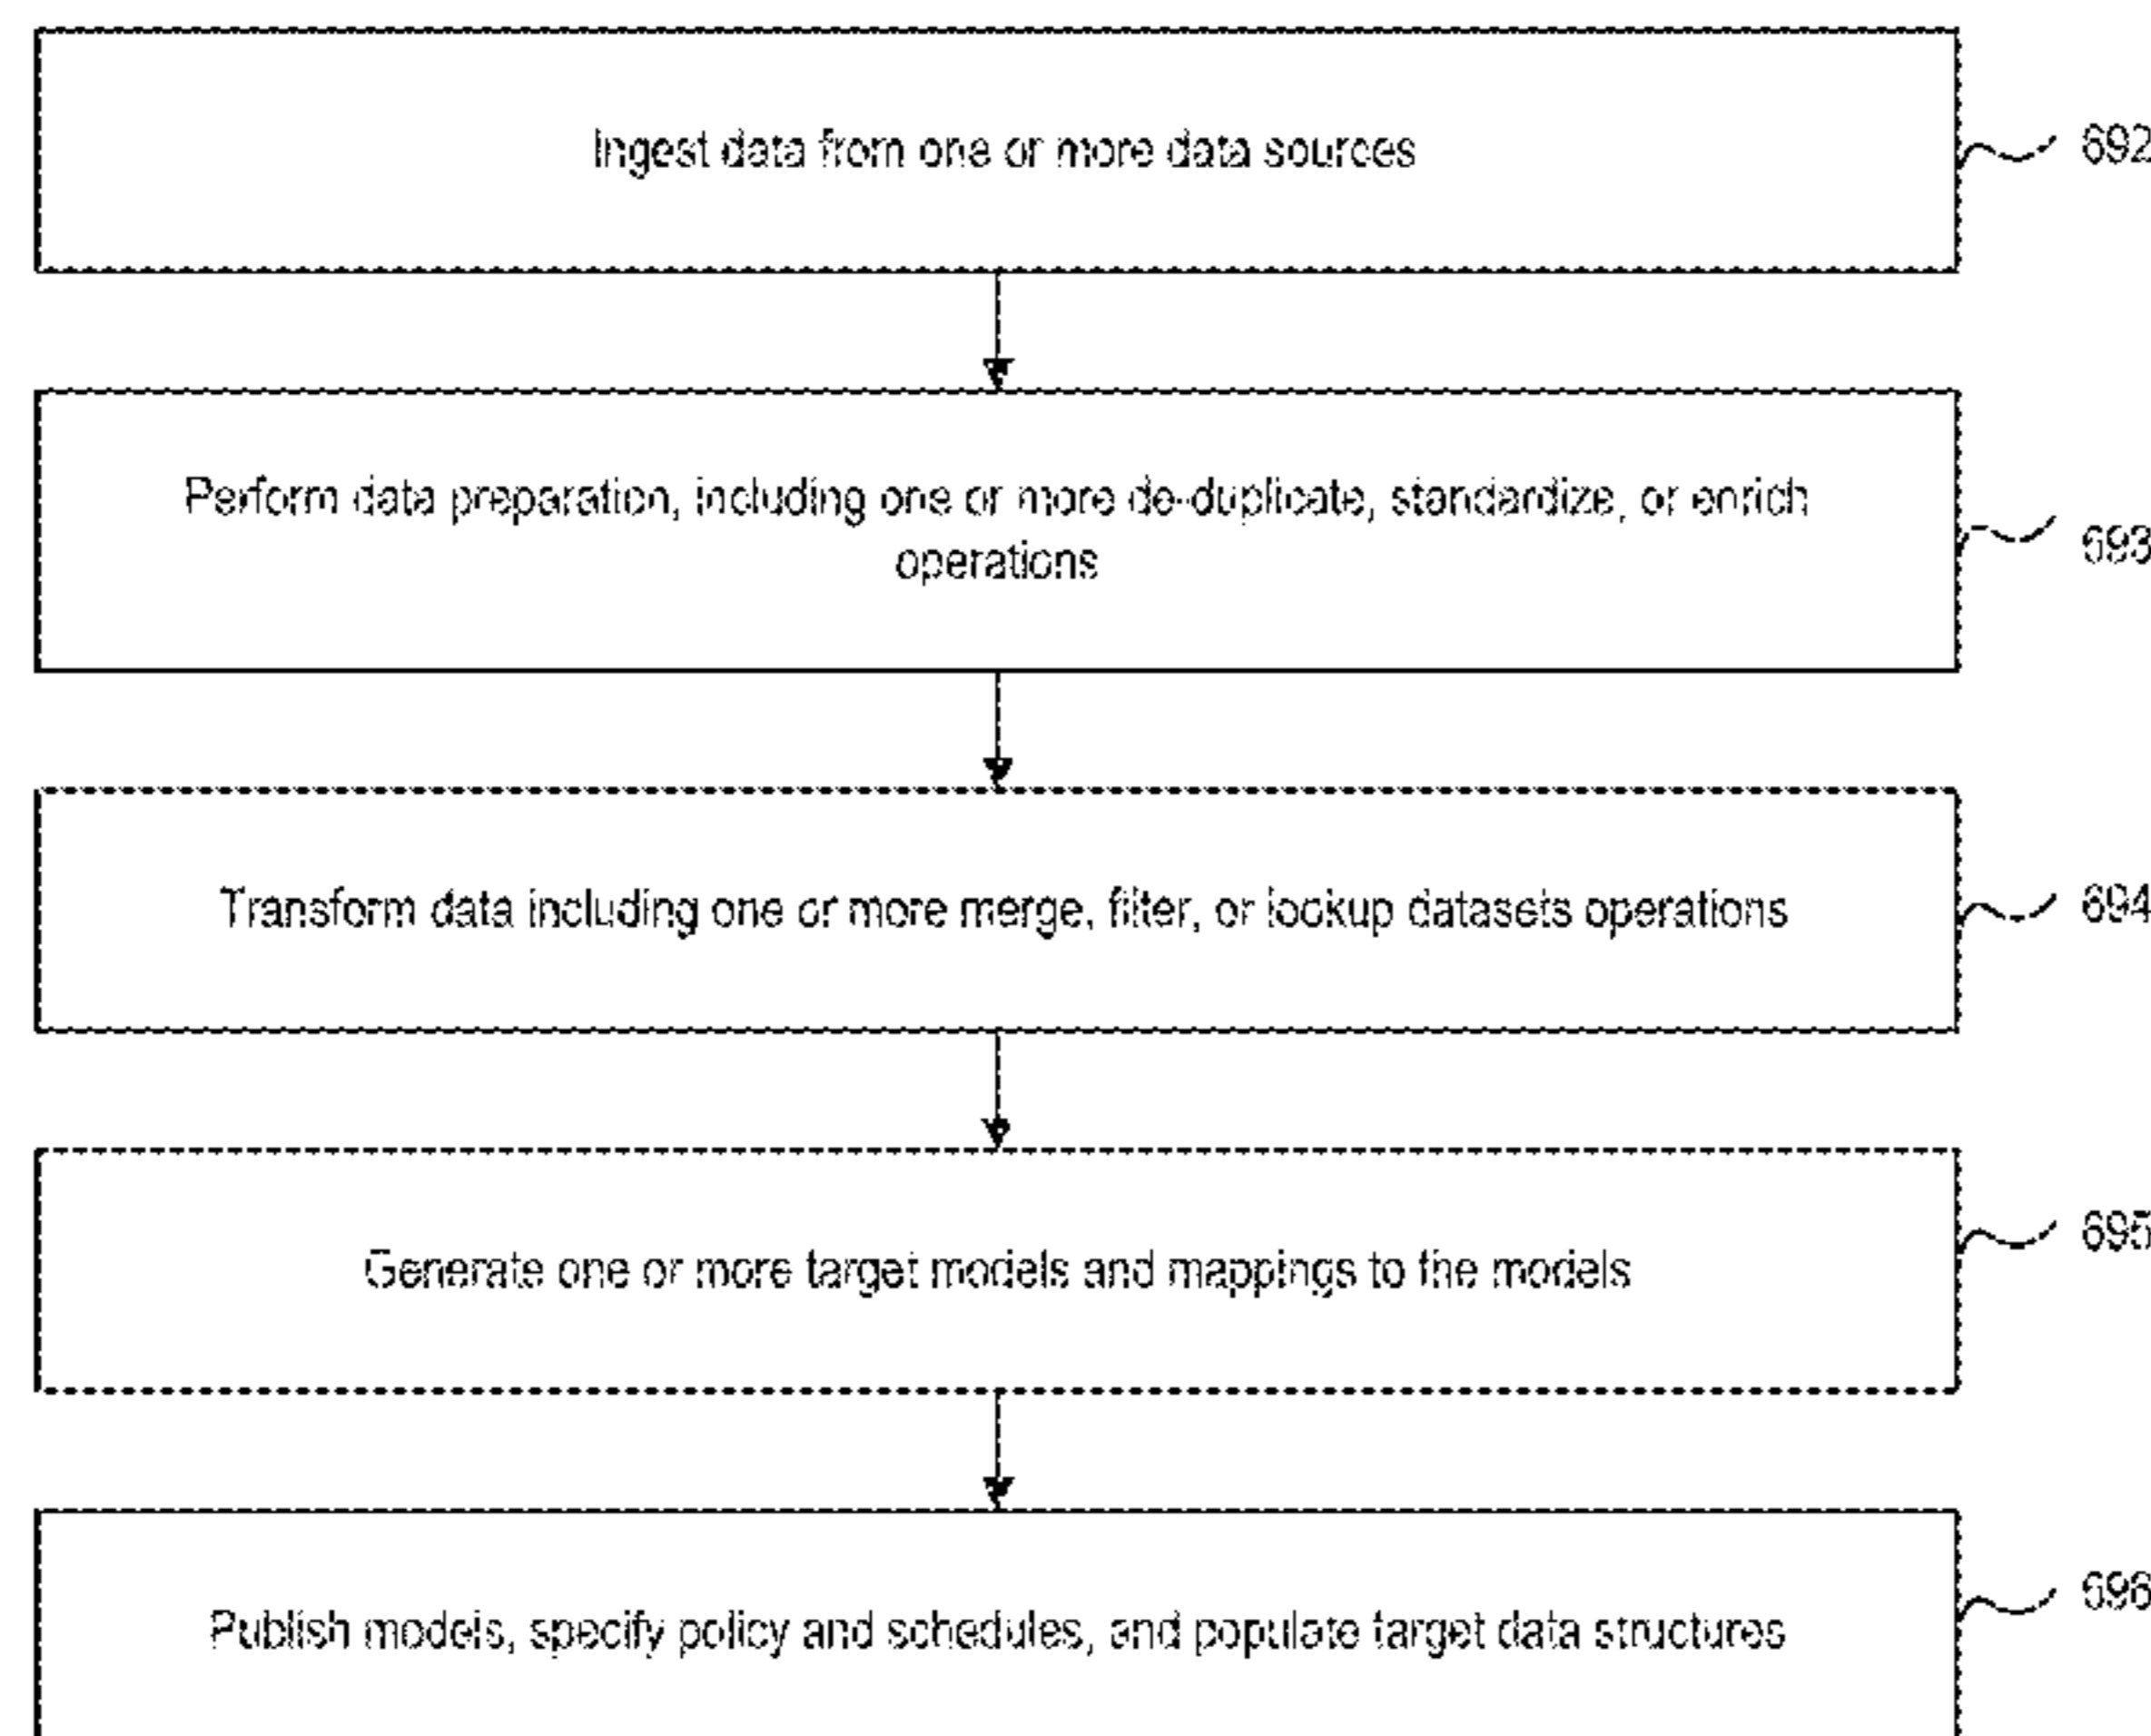 Ingest data from one or more data sources
692
Perform data preparation, including one or more de-duplicate, standardize, or enrich
operations
693
Transform data including one or more merge, filter, or lookup datasets operations
694
Generate one or more target models and mappings to the models
695
Publish models, specify policy and schedules, and populate target data structures
696